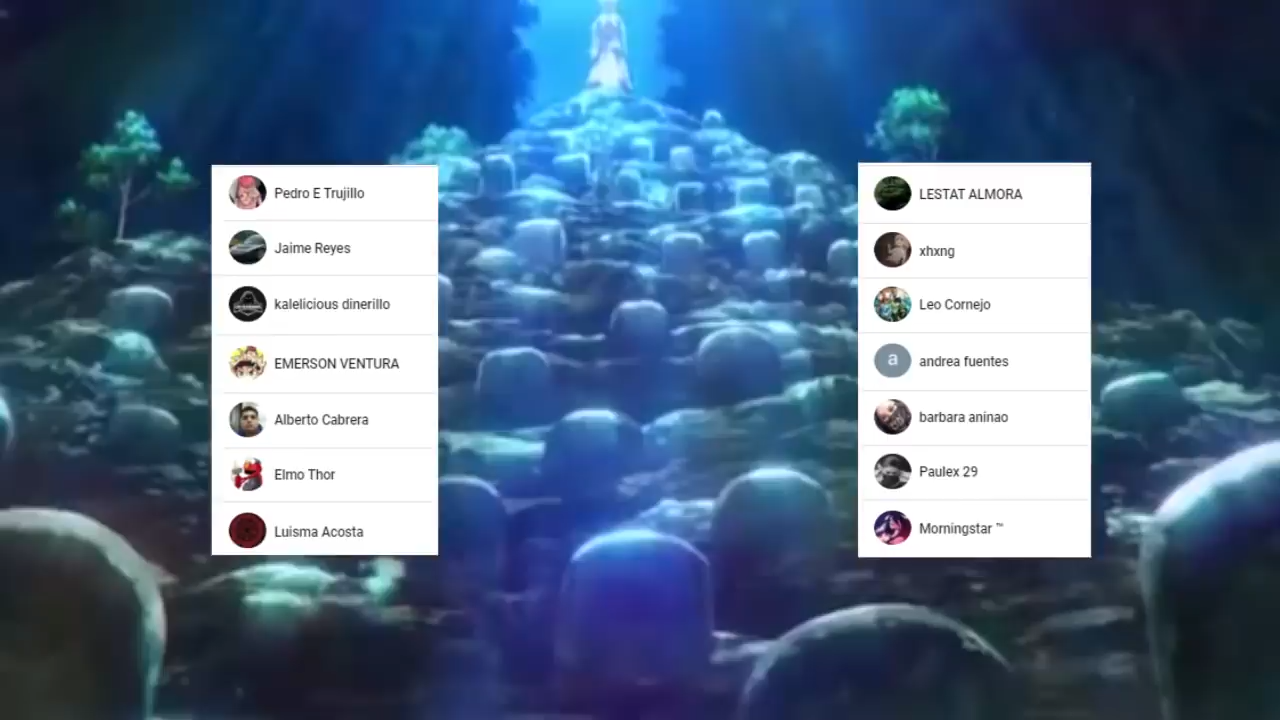 Pedro E Trujillo
Jaime Reyes
kalelicious dinerillo
EMERSON VENTURA
Alberto Cabrera
Elmo Thor
Luisma Acosta
LESTAT ALMORA
xhxng
Leo Cornejo
a
andrea fuentes
barbara aninao
Paulex 29
Morningstar ™